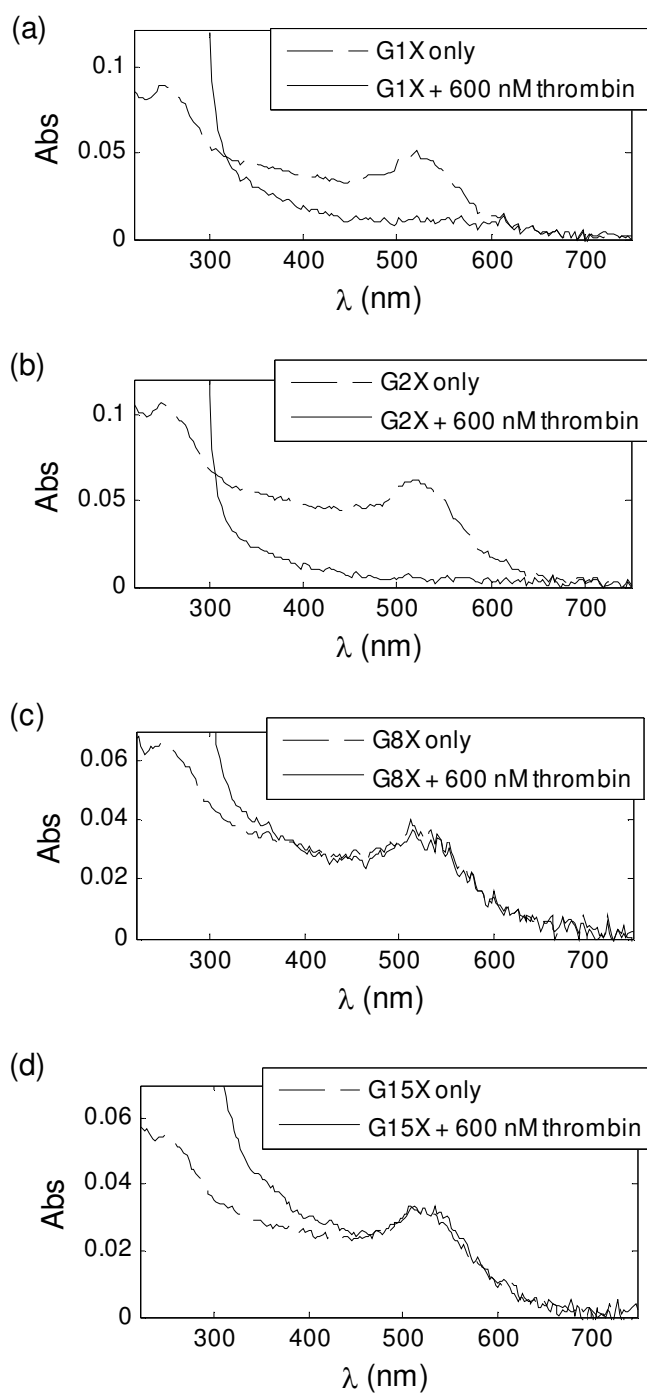 (a)
G1X only
G1X + 600 nM thrombin
0.1
0.05
0
Abs
300 400 500 600 700
λ (nm)
(b)
G2X only
G2X + 600 nM thrombin
0.1
0.05
0
Abs
300 400 500 600 700
λ (nm)
(c)
G8X only
G8X + 600 nM thrombin
0.06
0.04
0.02
0
Abs
300 400 500 600 700
λ (nm)
(d)
G15X only
G15X + 600 nM thrombin
0.06
0.04
0.02
0
Abs
300 400 500 600 700
λ (nm)